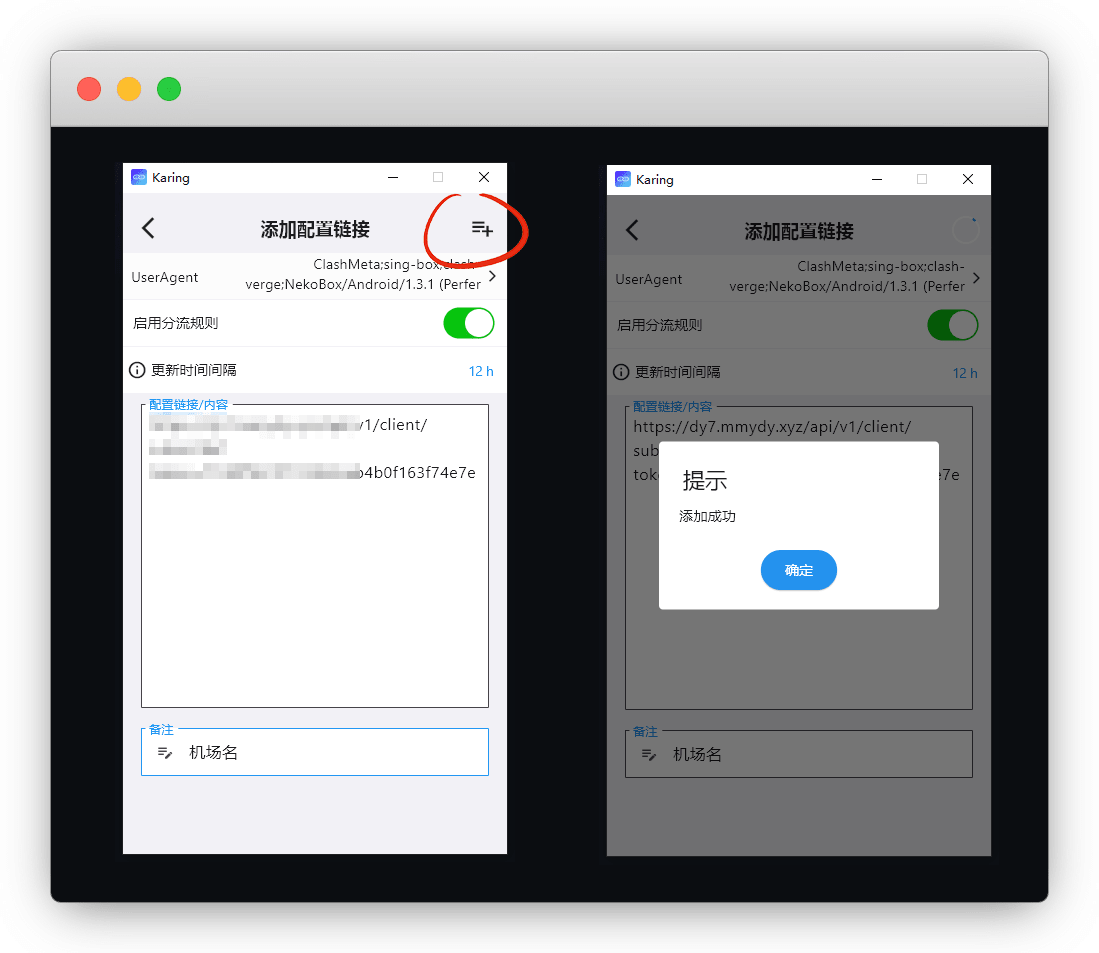 Karing
添加配置链接
UserAgent
ClashMeta;sing-box;clash-
verge;NekoBox/Android/1.3.1 (Perfer
启用分流规则
更新时间间隔
12 h
配置链接/内容
v1/client/
b4b0f163f74e7e
备注
机场名
Karing
添加配置链接
UserAgent
ClashMeta;sing-box;clash-
verge;NekoBox/Android/1.3.1 (Perfer
启用分流规则
更新时间间隔
12 h
配置链接/内容
https://dy7.mmydy.xyz/api/v1/client/
sub
tok
e7e
提示
添加成功
确定
备注
机场名